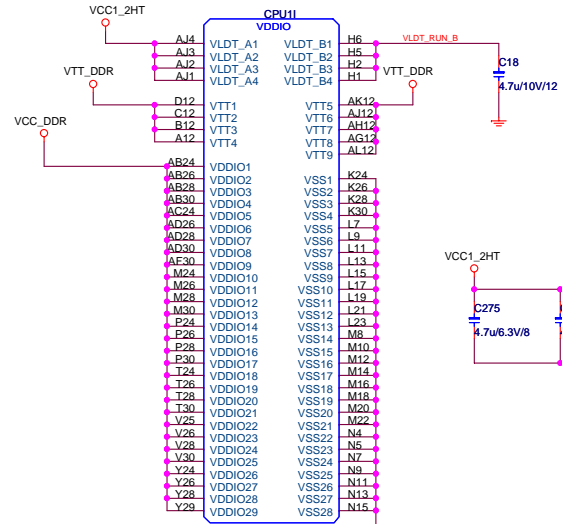 VCC1_2HT
CPU1I
VDDIO
AJ4 VLDT_A1 VLDT_B1 H6 VLDT_RUN_B
AJ3 VLDT_A2 VLDT_B2 H5
AJ2 VLDT_A3 VLDT_B3 H2
AJ1 VLDT_A4 VLDT_B4 H1
C18
4.7u/10V/12
VTT_DDR
VTT_DDR
D12 VTT1 VTT5 AK12
C12 VTT2 VTT6 AJ12
B12 VTT3 VTT7 AH12
A12 VTT4 VTT8 AG12
VTT9 AL12
VCC_DDR
AB24 VDDIO1
AB26 VDDIO2 VSS1 K24
AB28 VDDIO3 VSS2 K26
AB30 VDDIO4 VSS3 K28
AC24 VDDIO5 VSS4 K30
AD26 VDDIO6 VSS5 L7
AD28 VDDIO7 VSS6 L9
AD30 VDDIO8 VSS7 L11
AF30 VDDIO9 VSS8 L13
M24 VDDIO10 VSS9 L15
M26 VDDIO11 VSS10 L17
M28 VDDIO12 VSS11 L19
M30 VDDIO13 VSS12 L21
P24 VDDIO14 VSS13 L23
P26 VDDIO15 VSS14 M8
P28 VDDIO16 VSS15 M10
P30 VDDIO17 VSS16 M12
T24 VDDIO18 VSS17 M14
T26 VDDIO19 VSS18 M16
T28 VDDIO20 VSS19 M18
T30 VDDIO21 VSS20 M20
V25 VDDIO22 VSS21 M22
V26 VDDIO23 VSS22 N4
V28 VDDIO24 VSS23 N5
V30 VDDIO25 VSS24 N7
Y24 VDDIO26 VSS25 N9
Y26 VDDIO27 VSS26 N11
Y28 VDDIO28 VSS27 N13
Y29 VDDIO29 VSS28 N15
VCC1_2HT
C275
4.7u/6.3V/8